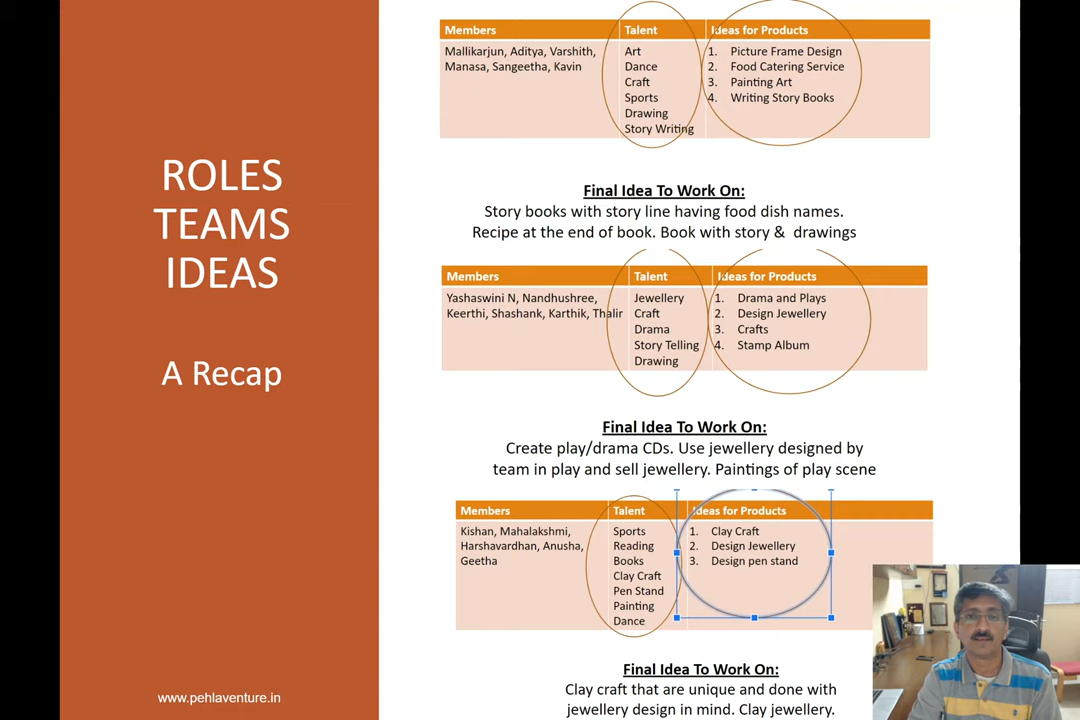 ROLES
TEAMS
IDEAS
A Recap
www.pehlaventure.in
Members Talent Ideas for Products
Mallikarjun, Aditya, Varshith, Art 1. Picture Frame Design
Manasa, Sangeetha, Kavin Dance 2. Food Catering Service
Craft 3. Painting Art
Sports 4. Writing Story Books
Drawing
Story Writing
Final Idea To Work On:
Story books with story line having food dish names.
Recipe at the end of book. Book with story & drawings
Members Talent Ideas for Products
Yashaswini N, Nandhushree, Jewellery 1. Drama and Plays
Keerthi, Shashank, Karthik, Thalir Craft 2. Design Jewellery
Drama 3. Crafts
Story Telling 4. Stamp Album
Drawing
Final Idea To Work On:
Create play/drama CDs. Use jewellery designed by
team in play and sell jewellery. Paintings of play scene
Members Talent Ideas for Products
Kishan, Mahalakshmi, Sports 1. Clay Craft
Harshavardhan, Anusha, Reading 2. Design Jewellery
Geetha Books 3. Design pen stand
Clay Craft
Pen Stand
Painting
Dance
Final Idea To Work On:
Clay craft that are unique and done with
jewellery design in mind. Clay jewellery.